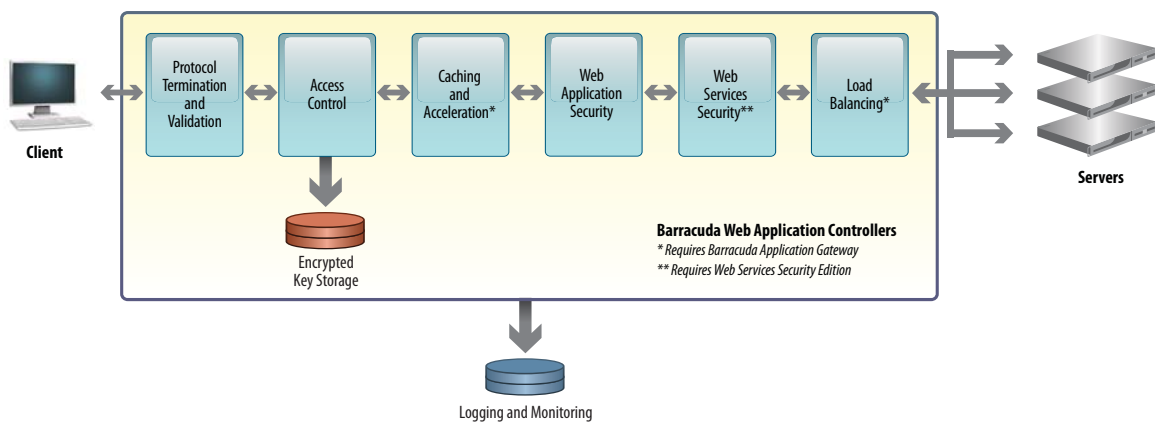 Protocol
Termination
and
Validation
Access
Control
Caching
and
Acceleration*
Web
Application
Security
Web
Services
Security**
Load
Balancing*
Client
Servers
Encrypted
Key Storage
Barracuda Web Application Controllers
* Requires Barracuda Application Gateway
** Requires Web Services Security Edition
Logging and Monitoring